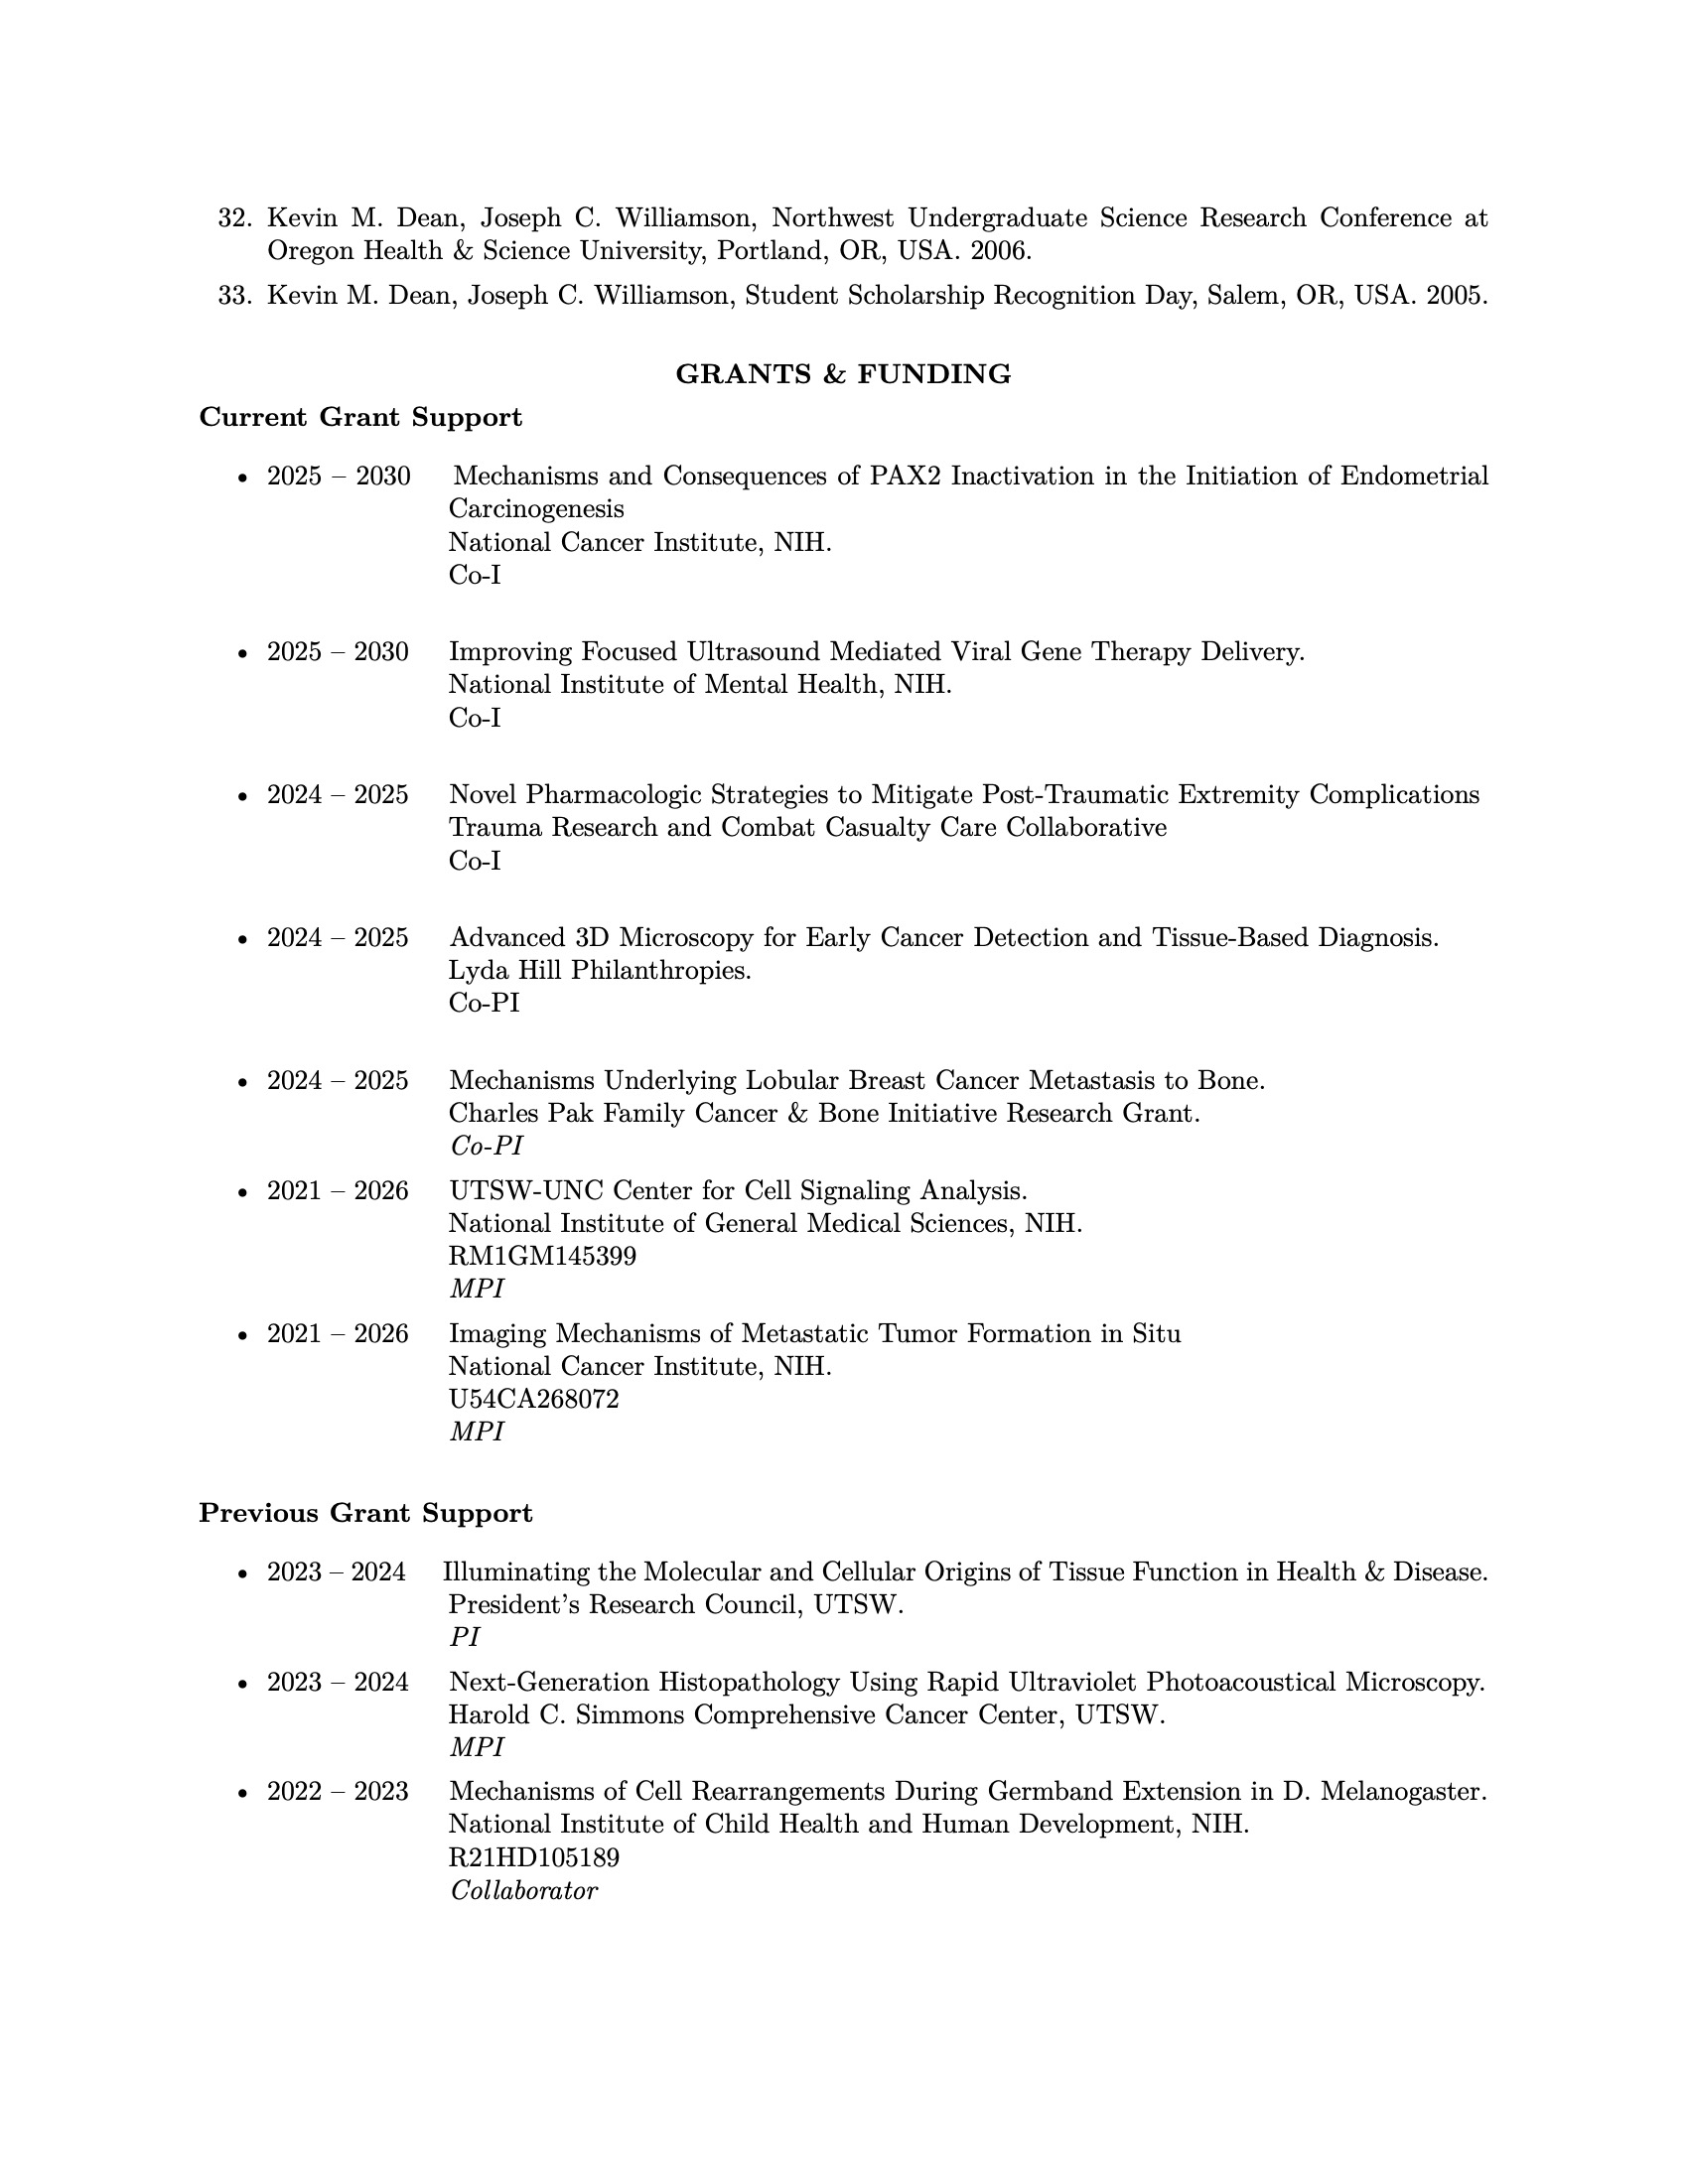 32. Kevin M. Dean, Joseph C. Williamson, Northwest Undergraduate Science Research Conference at
Oregon Health & Science University, Portland, OR, USA. 2006.
33. Kevin M. Dean, Joseph C. Williamson, Student Scholarship Recognition Day, Salem, OR, USA. 2005.
GRANTS & FUNDING
Current Grant Support
• 2025 – 2030 Mechanisms and Consequences of PAX2 Inactivation in the Initiation of Endometrial
Carcinogenesis
National Cancer Institute, NIH.
Co-I
• 2025 – 2030 Improving Focused Ultrasound Mediated Viral Gene Therapy Delivery.
National Institute of Mental Health, NIH.
Co-I
• 2024 – 2025 Novel Pharmacologic Strategies to Mitigate Post-Traumatic Extremity Complications
Trauma Research and Combat Casualty Care Collaborative
Co-I
• 2024 – 2025 Advanced 3D Microscopy for Early Cancer Detection and Tissue-Based Diagnosis.
Lyda Hill Philanthropies.
Co-PI
• 2024 – 2025 Mechanisms Underlying Lobular Breast Cancer Metastasis to Bone.
Charles Pak Family Cancer & Bone Initiative Research Grant.
Co-PI
• 2021 – 2026 UTSW-UNC Center for Cell Signaling Analysis.
National Institute of General Medical Sciences, NIH.
RM1GM145399
MPI
• 2021 – 2026 Imaging Mechanisms of Metastatic Tumor Formation in Situ
National Cancer Institute, NIH.
U54CA268072
MPI
Previous Grant Support
• 2023 – 2024 Illuminating the Molecular and Cellular Origins of Tissue Function in Health & Disease.
President's Research Council, UTSW.
PI
• 2023 – 2024 Next-Generation Histopathology Using Rapid Ultraviolet Photoacoustical Microscopy.
Harold C. Simmons Comprehensive Cancer Center, UTSW.
MPI
• 2022 – 2023 Mechanisms of Cell Rearrangements During Germband Extension in D. Melanogaster.
National Institute of Child Health and Human Development, NIH.
R21HD105189
Collaborator